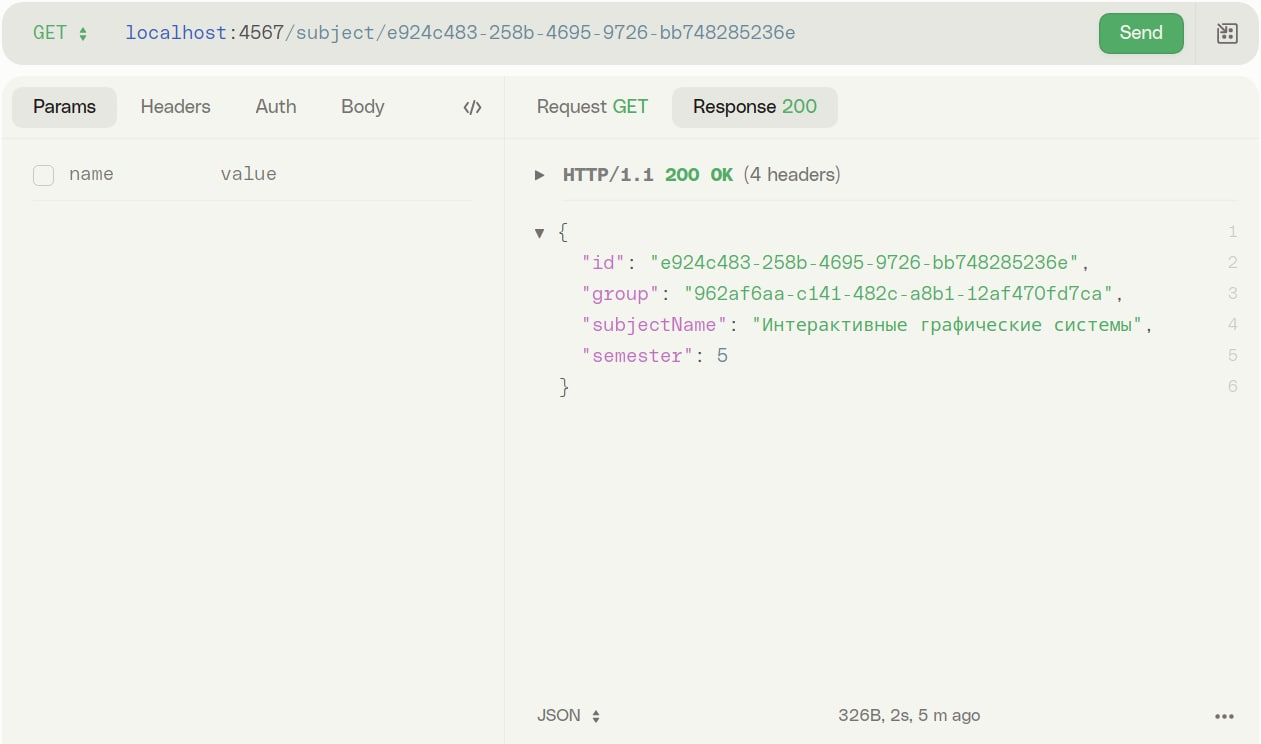 GET localhost:4567/subject/e924c483-258b-4695-9726-bb748285236e Send
Params Headers Auth Body </> Request GET Response 200
name value
HTTP/1.1 200 OK (4 headers)
{ 1
"id": "e924c483-258b-4695-9726-bb748285236e", 2
"group": "962af6aa-c141-482c-a8b1-12af470fd7ca", 3
"subjectName": "Интерактивные графические системы", 4
"semester": 5 5
} 6
JSON 326B, 2s, 5 m ago